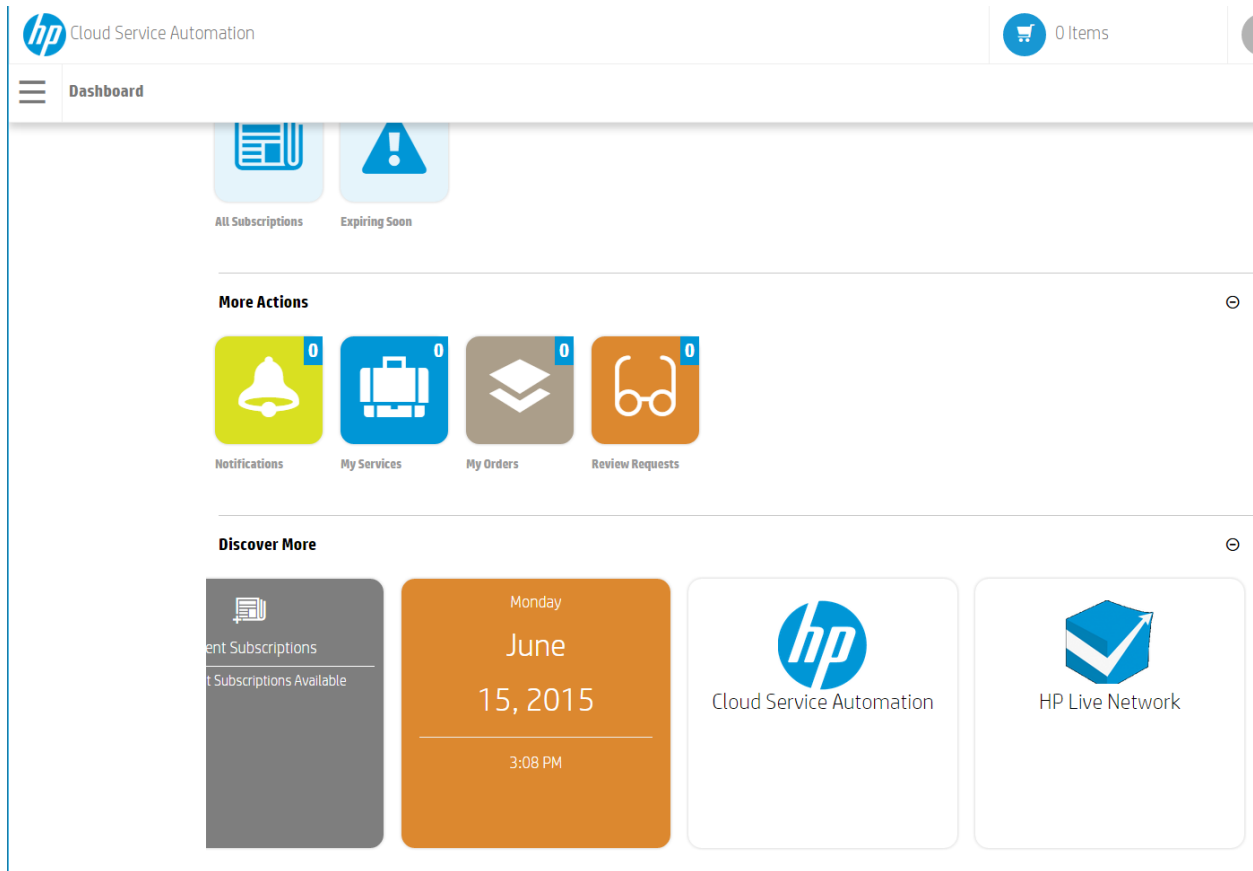 hp Cloud Service Automation
0 Items
Dashboard
All Subscriptions
Expiring Soon
More Actions
0
0
0
0
Notifications
My Services
My Orders
Review Requests
Discover More
ent Subscriptions
t Subscriptions Available
Monday
June
15, 2015
3:08 PM
hp
Cloud Service Automation
HP Live Network